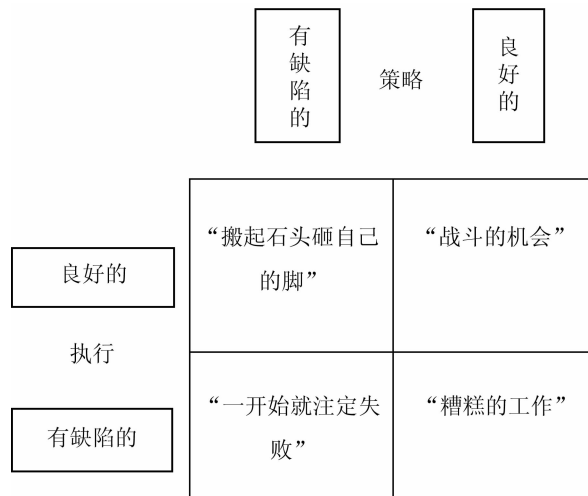 有缺陷的
策略
良好的
“搬起石头砸自己
的脚”
“战斗的机会”
良好的
执行
有缺陷的
“一开始就注定失
败”
“糟糕的工作”